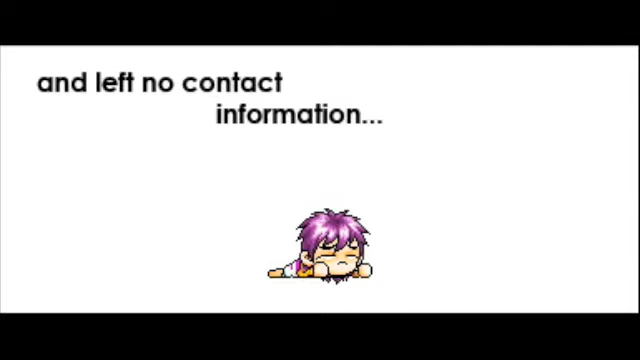 and left no contact
information...